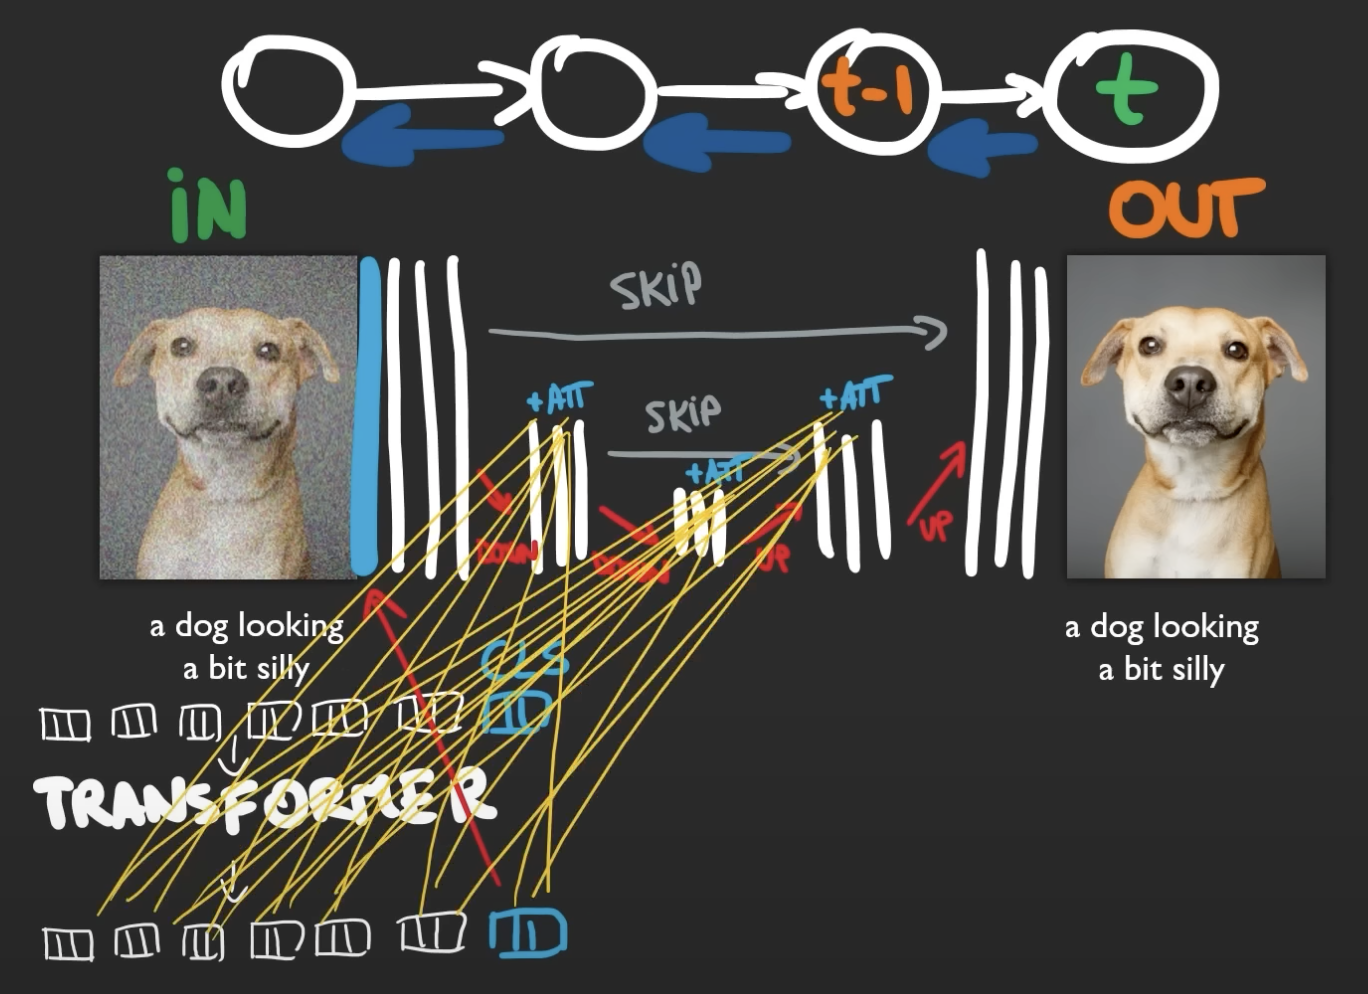 t-1
t
iN
OUT
SKiP
+ATT
SKiP
+ATT
+ATT
DOWN
DOWN
UP
UP
a dog looking
a bit silly
a dog looking
a bit silly
CLS
TRANSFORMER